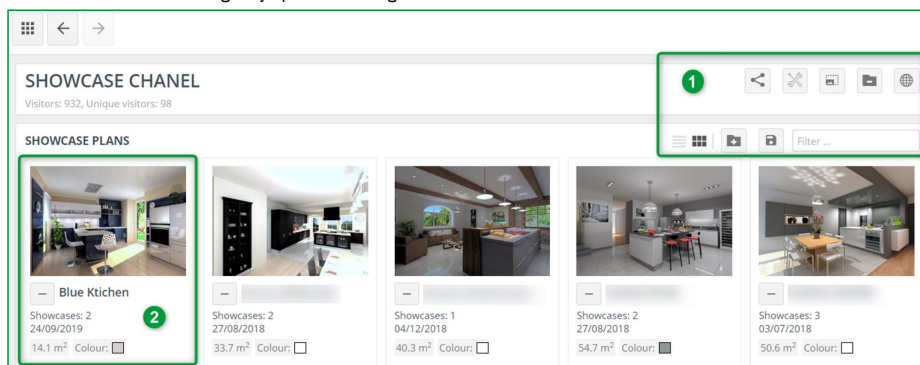 SHOWCASE CHANEL
Visitors: 932, Unique visitors: 98
1
SHOWCASE PLANS
Filter ...
Blue Ktichen
Showcases: 2
24/09/2019
2
14.1 m² Colour:
Showcases: 2
27/08/2018
33.7 m² Colour:
Showcases: 1
04/12/2018
40.3 m² Colour:
Showcases: 2
27/08/2018
54.7 m² Colour:
Showcases: 3
03/07/2018
50.6 m² Colour: